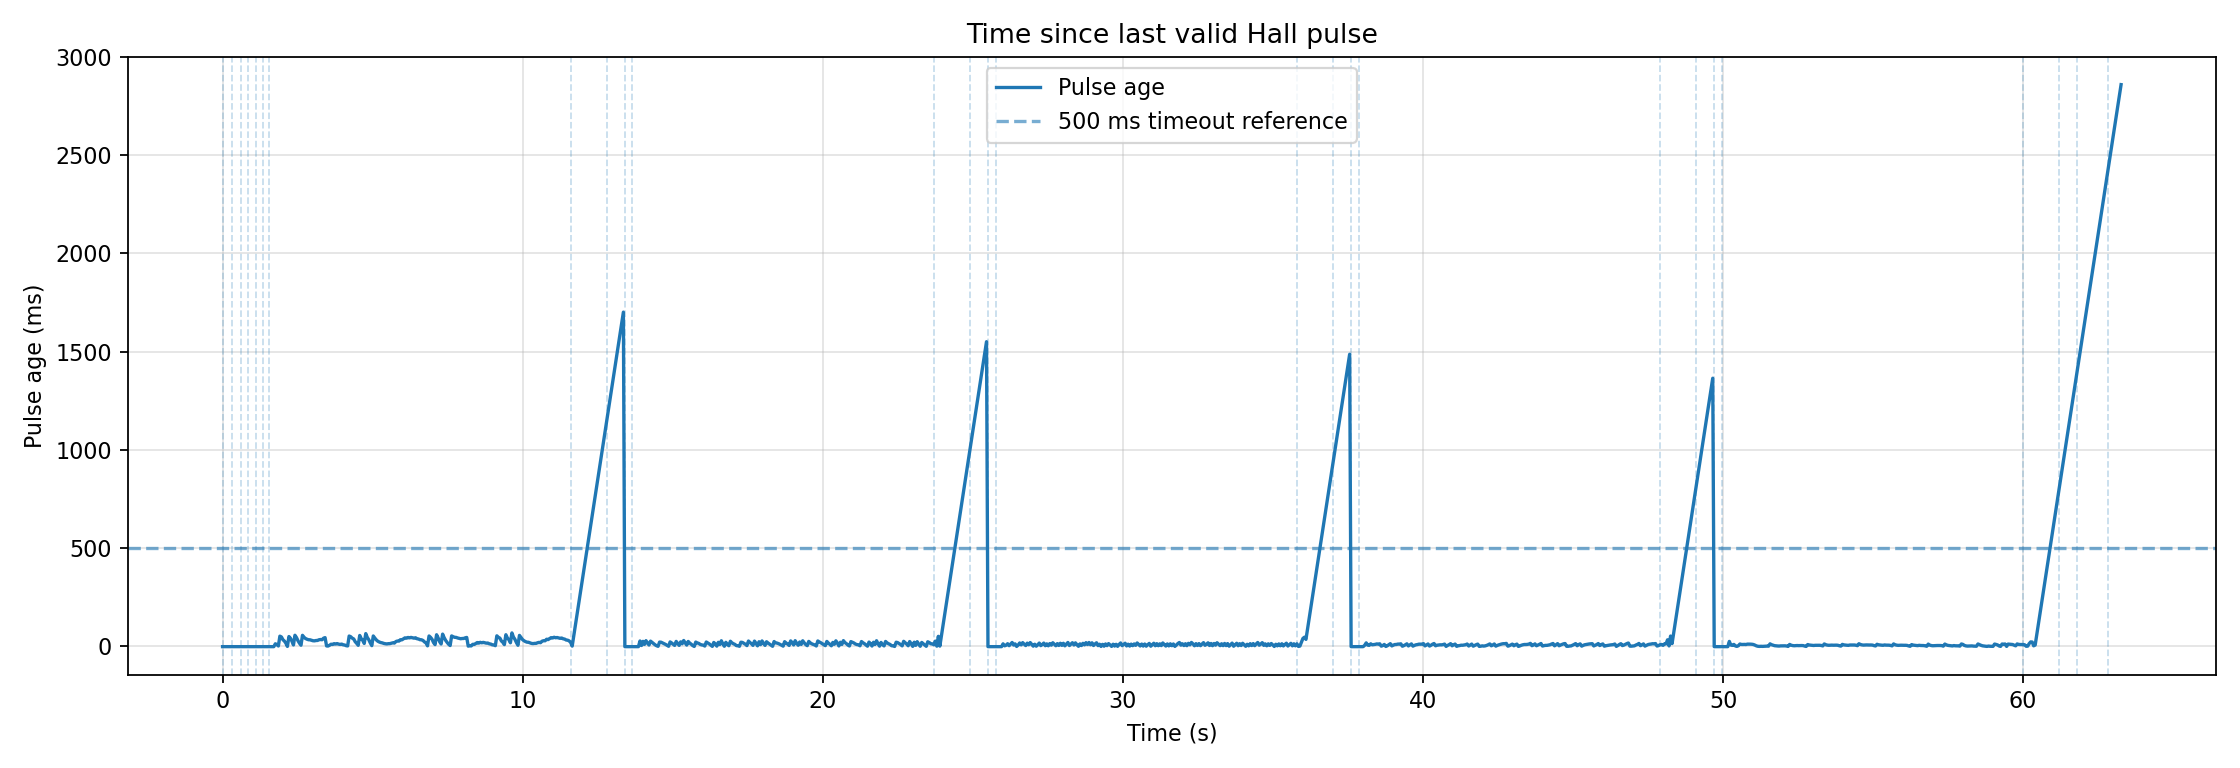 Time since last valid Hall pulse
Pulse age
500 ms timeout reference
Pulse age (ms)
3000
2500
2000
1500
1000
500
0
0 10 20 30 40 50 60
Time (s)